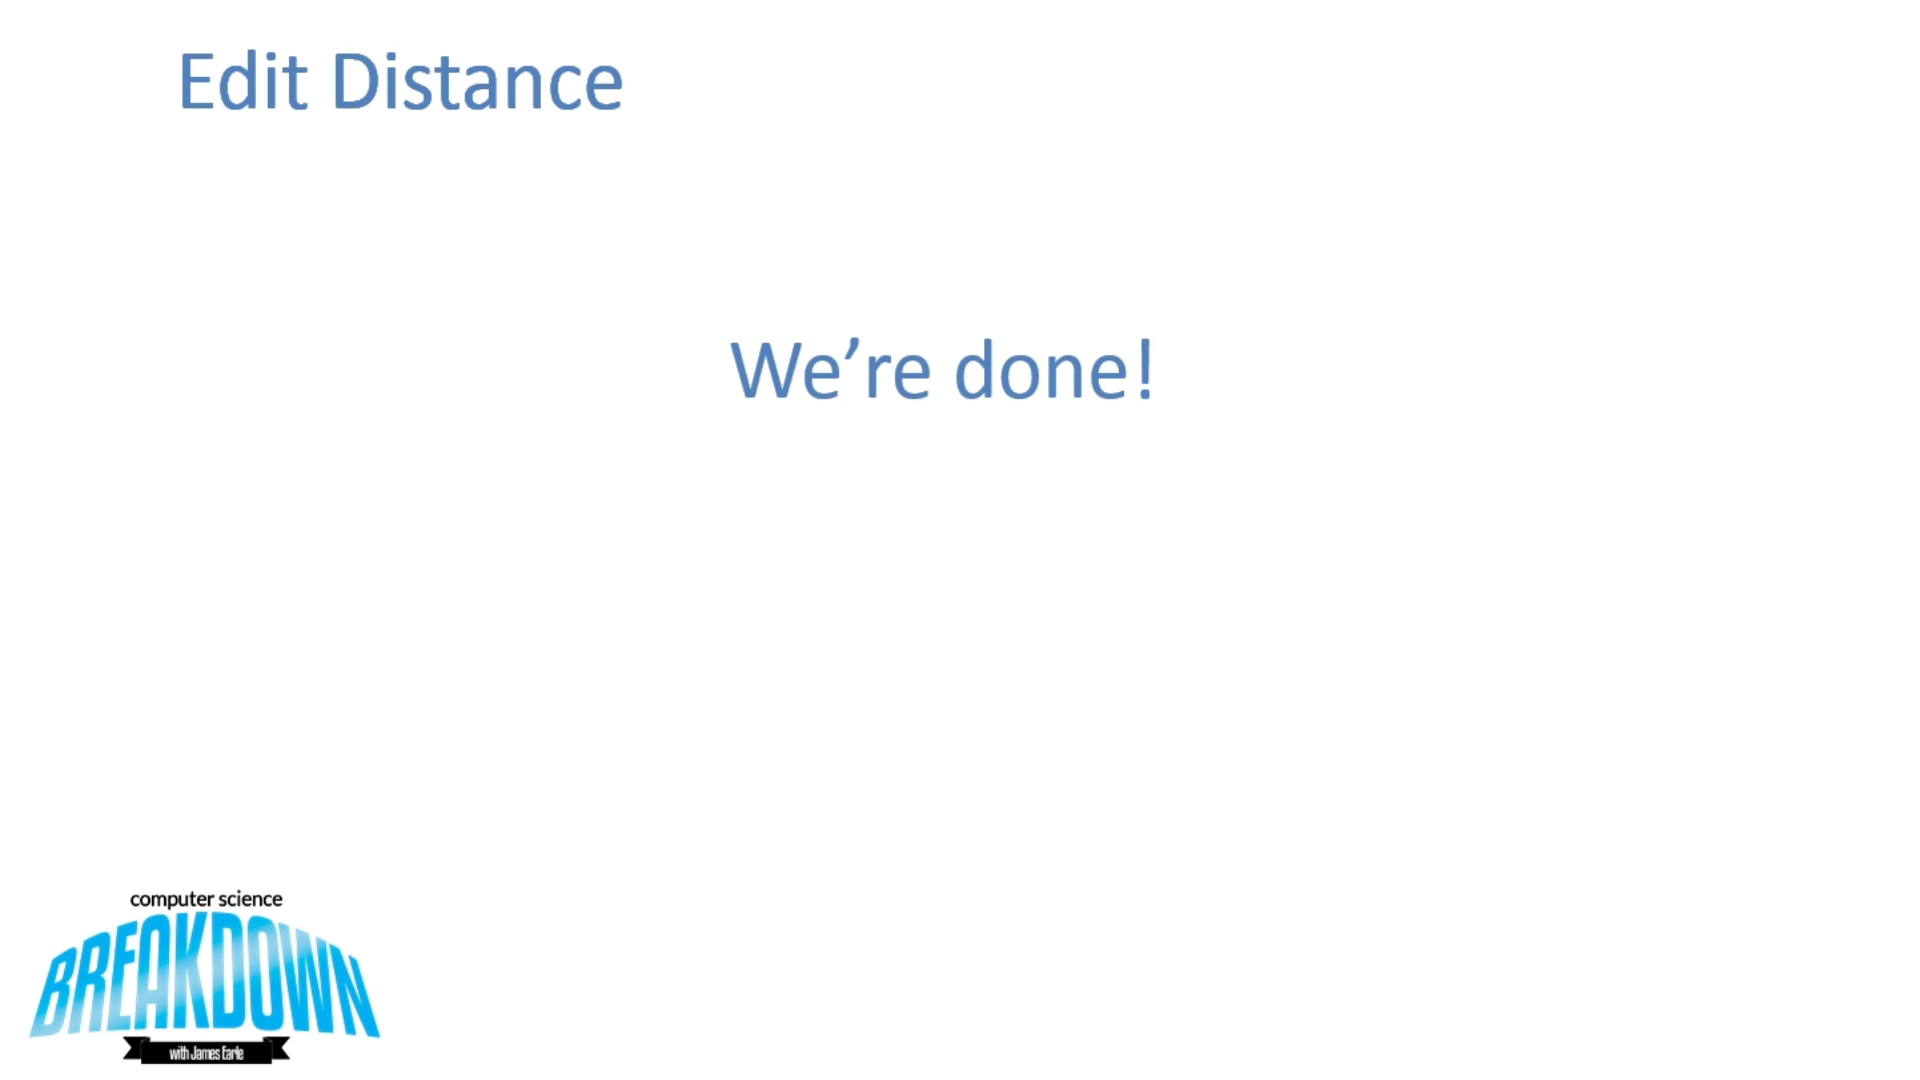 Edit Distance
We’re done!
computer science
BREAKDOWN
with James Earle